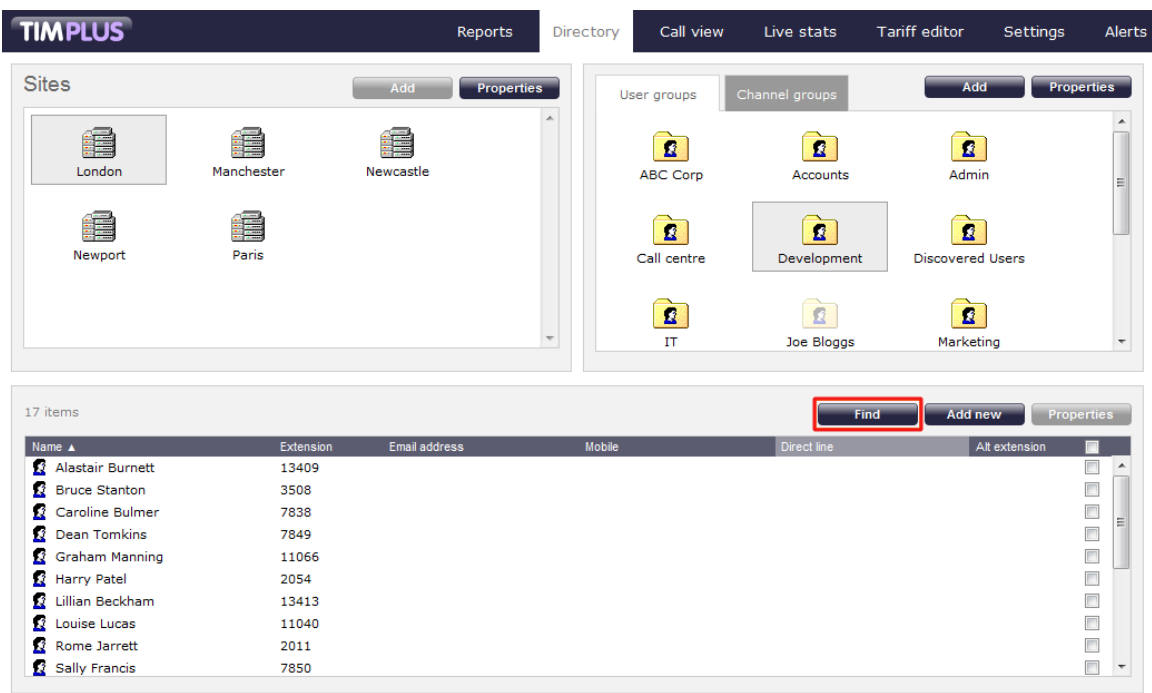 TIMPLUS Reports Directory Call view Live stats Tariff editor Settings Alerts
Sites Add Properties
London Manchester Newcastle
Newport Paris
User groups Channel groups Add Properties
ABC Corp Accounts Admin
Call centre Development Discovered Users
IT Joe Bloggs Marketing
17 items Find Add new Properties
Name ▲ Extension Email address Mobile Direct line Alt extension
Alastair Burnett 13409
Bruce Stanton 3508
Caroline Bulmer 7838
Dean Tomkins 7849
Graham Manning 11066
Harry Patel 2054
Lillian Beckham 13413
Louise Lucas 11040
Rome Jarrett 2011
Sally Francis 7850